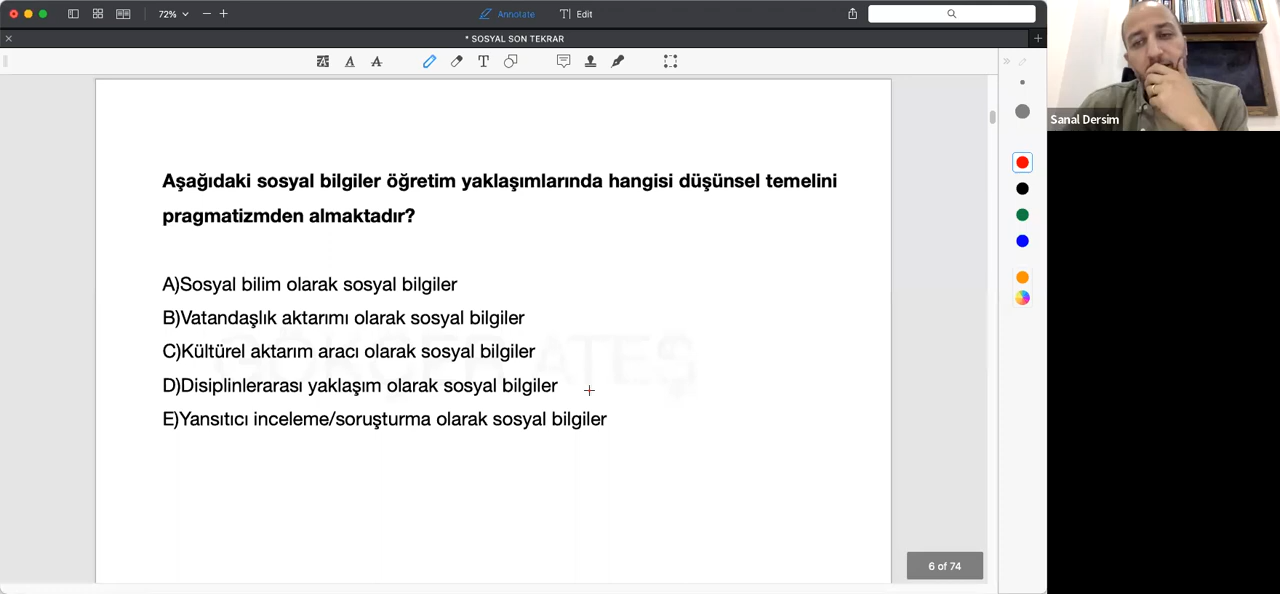 72%
Annotate
Edit
* SOSYAL SON TEKRAR
Sanal Dersim
Aşağıdaki sosyal bilgiler öğretim yaklaşımlarında hangisi düşünsel temelini
pragmatizmden almaktadır?
A)Sosyal bilim olarak sosyal bilgiler
B)Vatandaşlık aktarımı olarak sosyal bilgiler
C)Kültürel aktarım aracı olarak sosyal bilgiler
D)Disiplinlerarası yaklaşım olarak sosyal bilgiler
E)Yansıtıcı inceleme/soruşturma olarak sosyal bilgiler
6 of 74